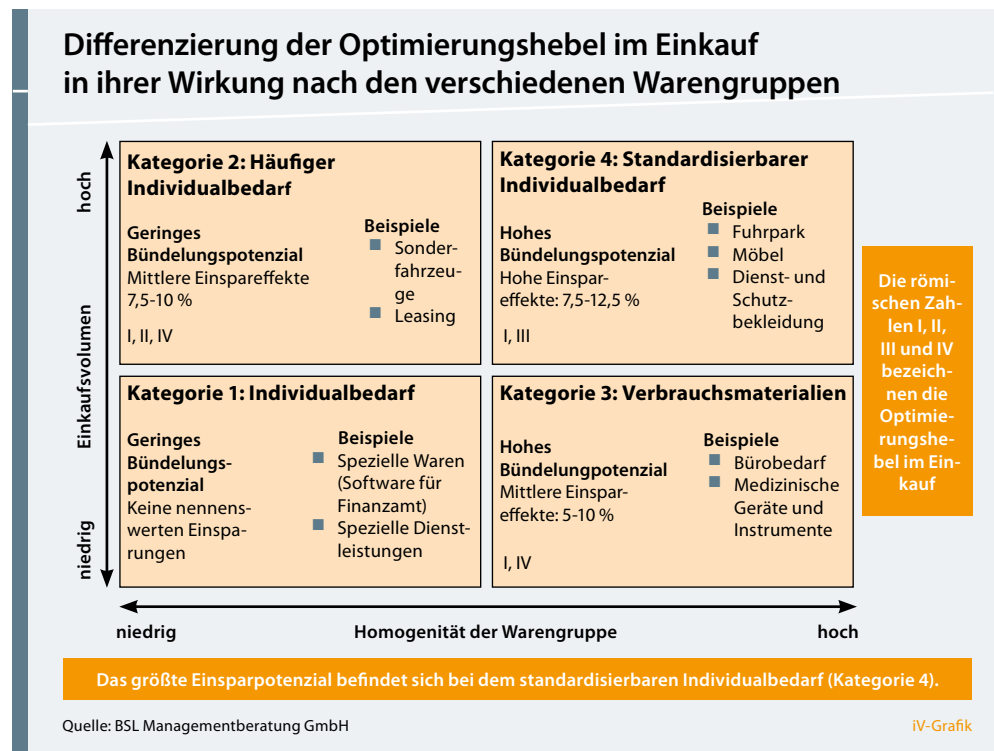 Differenzierung der Optimierungshebel im Einkauf
in ihrer Wirkung nach den verschiedenen Warengruppen
hoch
Einkaufsvolumen
niedrig
Kategorie 2: Häufiger
Individualbedarf
Geringes
Bündelungspotenzial
Mittlere Einspareffekte
7,5-10 %
I, II, IV
Beispiele
Sonder-
fahrzeu-
ge
Leasing
Kategorie 4: Standardisierbarer
Individualbedarf
Hohes
Bündelungspotenzial
Hohe Einspar-
effekte: 7,5-12,5 %
I, III
Beispiele
Fuhrpark
Möbel
Dienst- und
Schutz-
bekleidung
Kategorie 1: Individualbedarf
Geringes
Bündelungs-
potenzial
Keine nennens-
werten Einspa-
rungen
Beispiele
Spezielle Waren
(Software für
Finanzamt)
Spezielle Dienst-
leistungen
Kategorie 3: Verbrauchsmaterialien
Hohes
Bündelungpotenzial
Mittlere Einspar-
effekte: 5-10 %
I, IV
Beispiele
Bürobedarf
Medizinische
Geräte und
Instrumente
Die römi-
schen Zah-
len I, II,
III und IV
bezeich-
nen die
Optimie-
rungshe-
bel im Ein-
kauf
niedrig
Homogenität der Warengruppe
hoch
Das größte Einsparpotenzial befindet sich bei dem standardisierbaren Individualbedarf (Kategorie 4).
Quelle: BSL Managementberatung GmbH
iV-Grafik